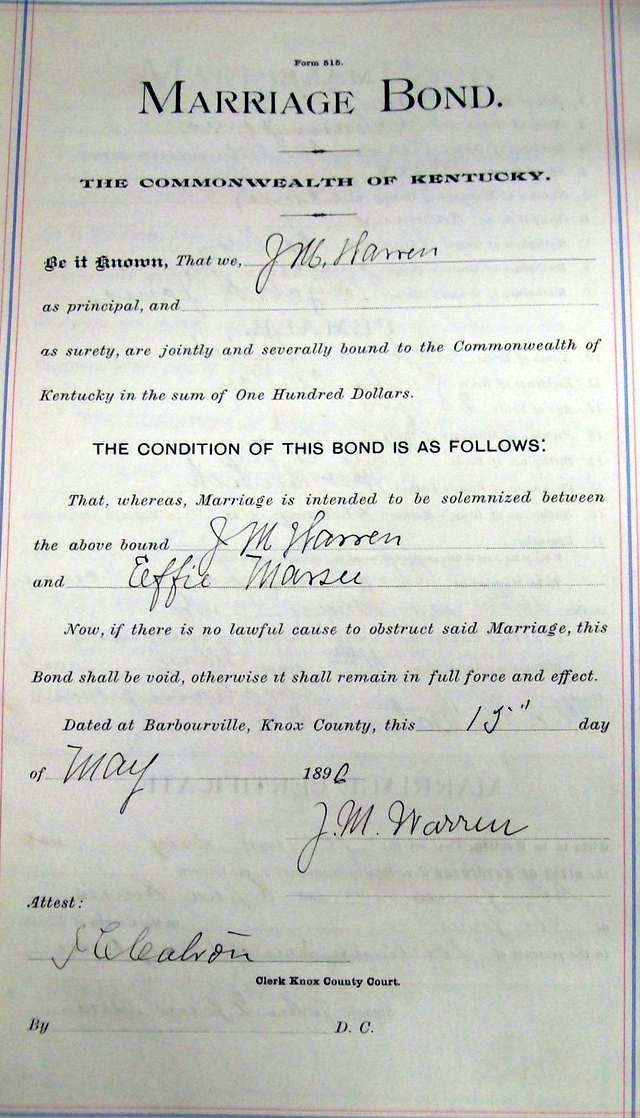 Form 515.
MARRIAGE BOND.
THE COMMONWEALTH OF KENTUCKY.
Be it Known, That we, J. M. Warren
as principal, and
as surety, are jointly and severally bound to the Commonwealth of
Kentucky in the sum of One Hundred Dollars.
THE CONDITION OF THIS BOND IS AS FOLLOWS:
That, whereas, Marriage is intended to be solemnized between
the above bound J M Warren
and Effie Marsee
Now, if there is no lawful cause to obstruct said Marriage, this
Bond shall be void, otherwise it shall remain in full force and effect.
Dated at Barbourville, Knox County, this 15" day
of May 1896
J. M. Warren
Attest:
Clerk Knox County Court.
By D. C.